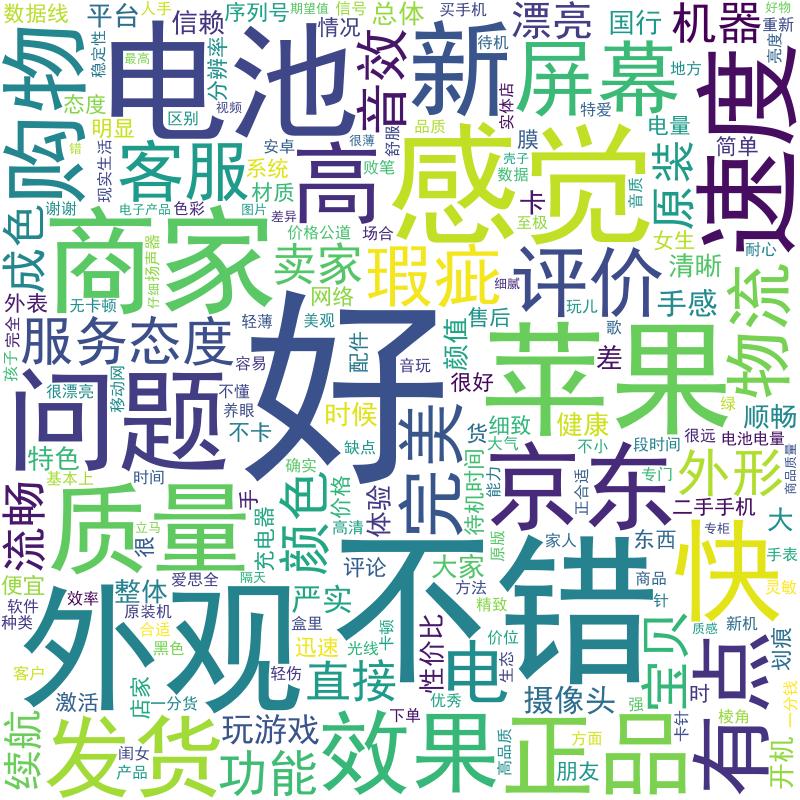 数据线
平台
人手
信赖
序列号
期望值
信号
情况
总体
买手机
漂亮
国行
机器
好物
重新
亮度
购物
稳定性
电池
最高
分辨率
音效
待机
新
实体店
屏幕
地方
速度
态度
明显
区别
视频
安卓
很薄
舒服
品质
特爱
膜
电量
简单
错
现实生活
客服
系统
材质
高
败笔
感觉
壳子
数据
卡
音质
至极
原装
成色
谢谢
电子产品
色彩
图片
差异
价格公道
场合
女生
耐心
外表
无卡顿
商家
仔细
扬声器
卖家
网络
瑕疵
细腻
评价
玩儿
清晰
手感
物流
完全
孩子
服务态度
轻薄
美观
好
配件
颜值
售后
歌
苹果
差
绿
很漂亮
移动网
容易
不懂
养眼
音玩
很好
问题
不卡
时候
缺点
完美
细致
健康
货
大气
不小
段时间
很远
顺畅
电池电量
特色
基本上
时间
手
确实
价格
体验
待机时间
能力
京东
正合适
专门
外形
商品质量
流畅
质量
很
立马
颜色
充电器
高清
原版
家人
东西
二手手机
专柜
大
手表
便宜
软件
种类
效率
爱思全
整体
隔天
严实
评论
大家
方法
精致
不错
商品
针
快
灵敏
原装机
合适
黑色
盒里
迅速
光线
卡顿
性价比
价位
宝贝
质感
新机
划痕
客户
外观
轻伤
直接
电
生态
摄像头
有点
时
激活
店家
一分货
优秀
强
卡针
棱角
一分钱
续航
发货
闺女
产品
玩游戏
功能
下单
效果
高品质
正品
方面
朋友
开机